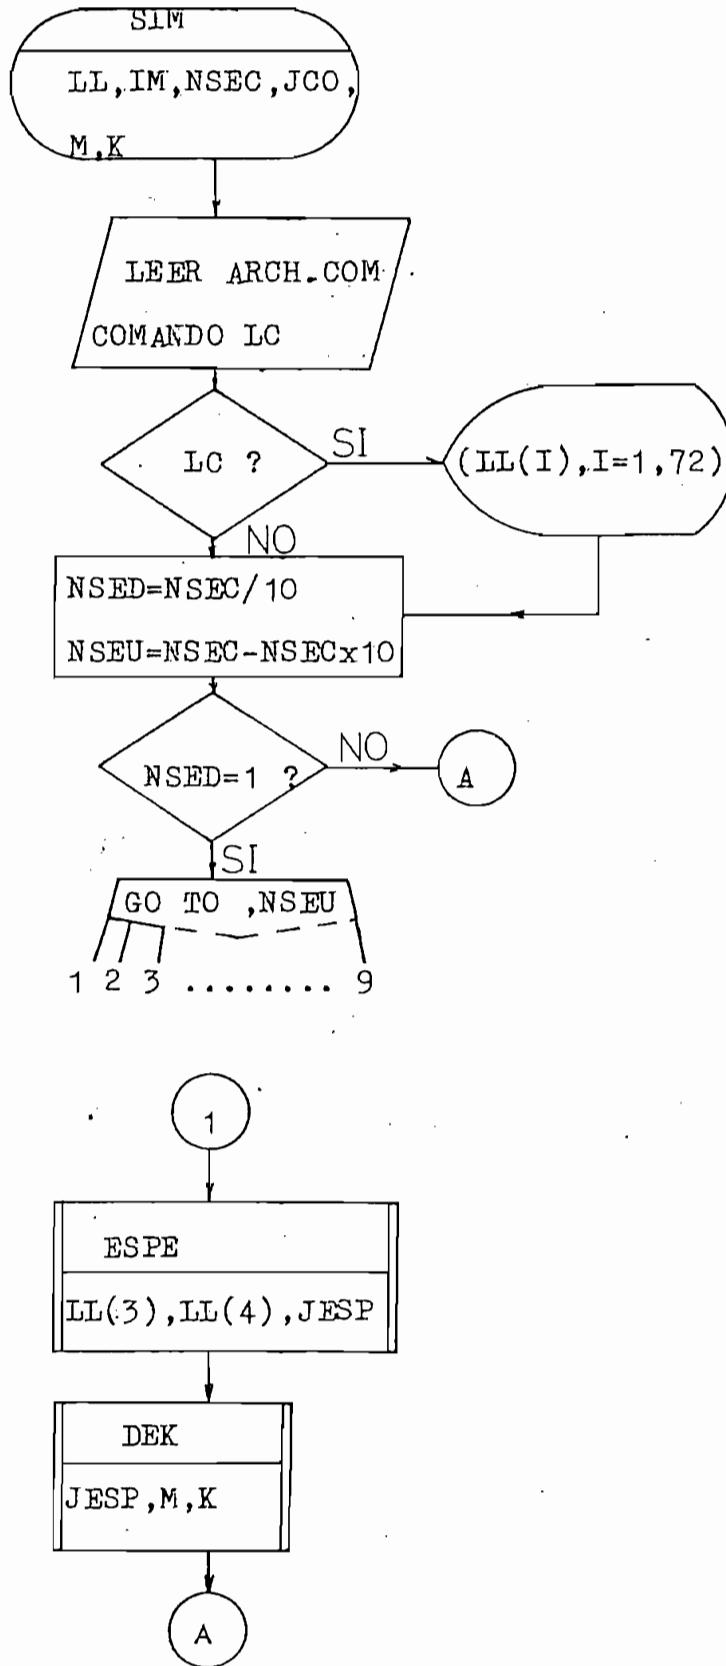 SIM
LL,IM,NSEC,JCO,
M,K
LEER ARCH.COM
COMANDO LC
LC ?
SI
(LL(I),I=1,72)
NO
NSED=NSEC/10
NSEU=NSEC-NSECx10
NSED=1 ?
NO
A
SI
GO TO ,NSEU
1 2 3 ........ 9
1
ESPE
LL(3),LL(4),JESP
DEK
JESP,M,K
A